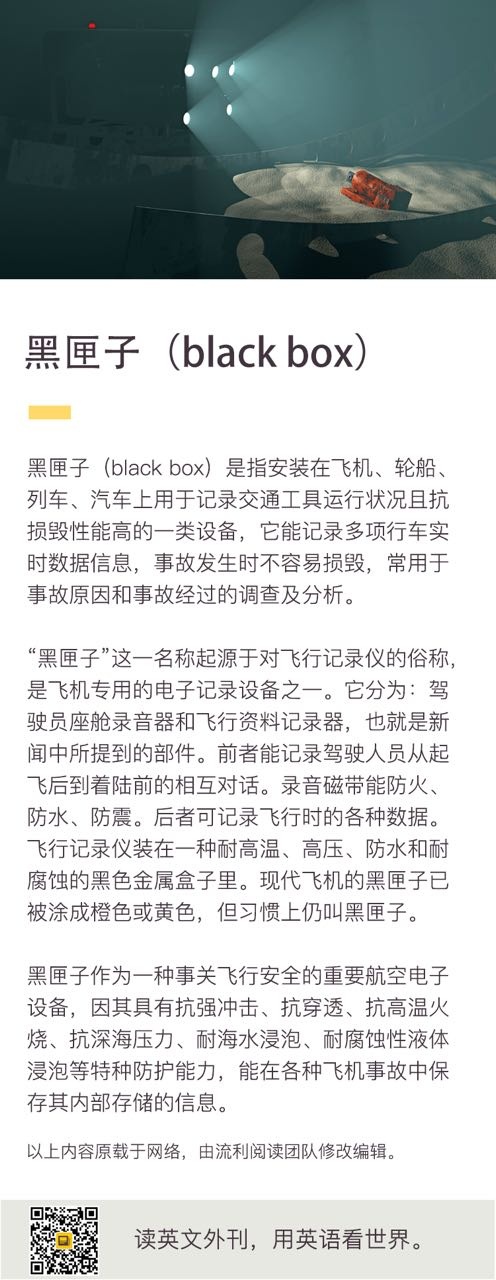 黑匣子（black box）
黑匣子（black box）是指安装在飞机、轮船、
列车、汽车上用于记录交通工具运行状况且抗
损毁性能高的一类设备，它能记录多项行车实
时数据信息，事故发生时不容易损毁，常用于
事故原因和事故经过的调查及分析。
“黑匣子”这一名称起源于对飞行记录仪的俗称，
是飞机专用的电子记录设备之一。它分为：驾
驶员座舱录音器和飞行资料记录器，也就是新
闻中所提到的部件。前者能记录驾驶人员从起
飞后到着陆前的相互对话。录音磁带能防火、
防水、防震。后者可记录飞行时的各种数据。
飞行记录仪装在一种耐高温、高压、防水和耐
腐蚀的黑色金属盒子里。现代飞机的黑匣子已
被涂成橙色或黄色，但习惯上仍叫黑匣子。
黑匣子作为一种事关飞行安全的重要航空电子
设备，因其具有抗强冲击、抗穿透、抗高温火
烧、抗深海压力、耐海水浸泡、耐腐蚀性液体
浸泡等特种防护能力，能在各种飞机事故中保
存其内部存储的信息。
以上内容原载于网络，由流利阅读团队修改编辑。
读英文外刊，用英语看世界。